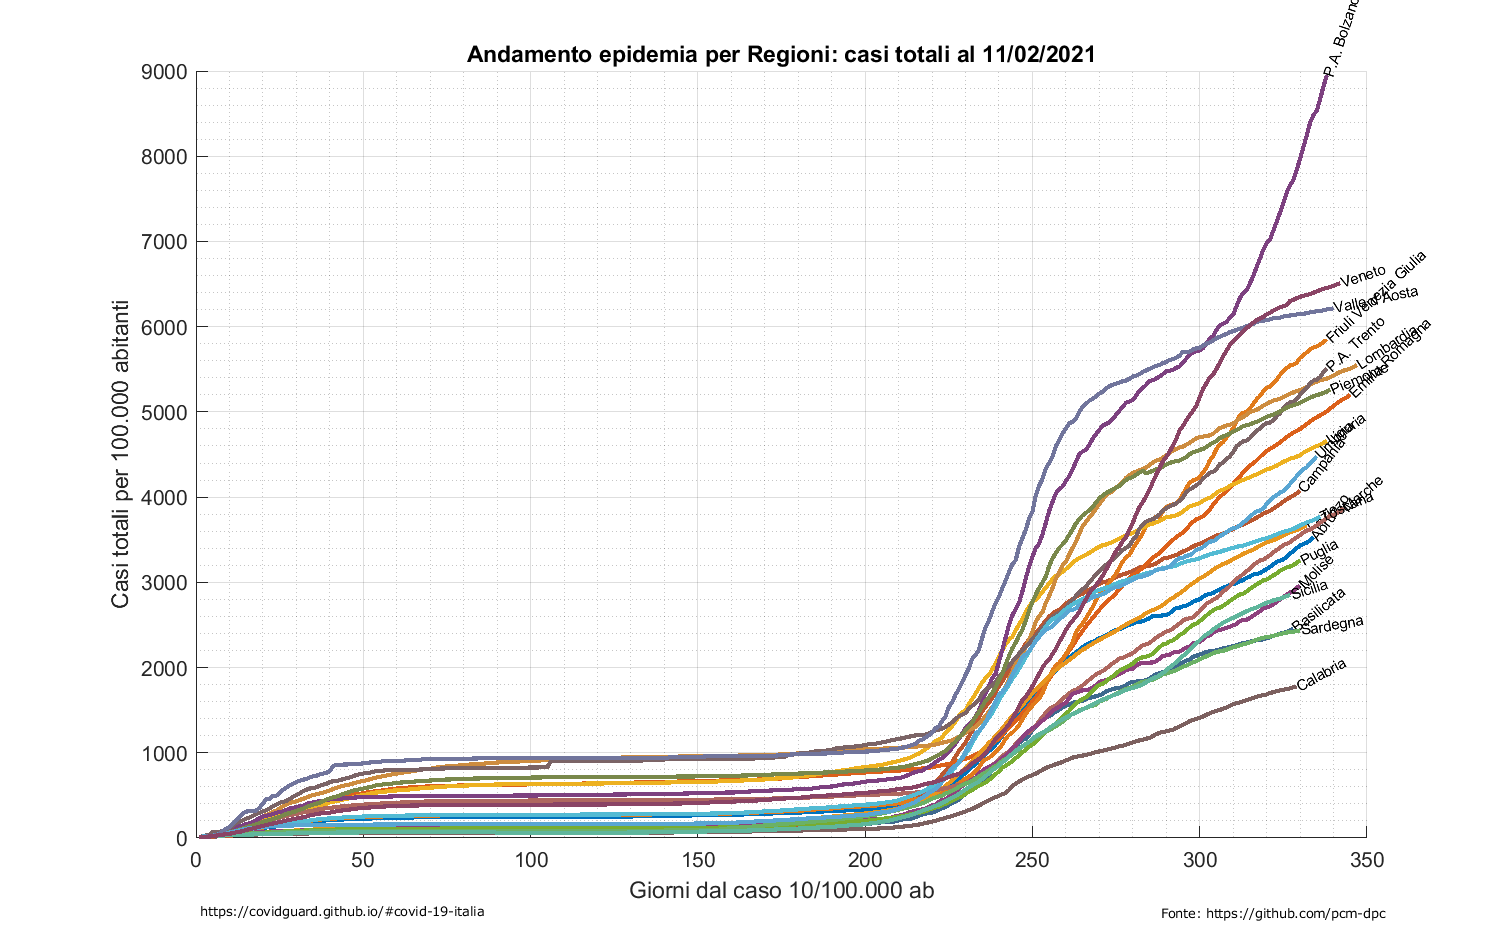 Andamento epidemia per Regioni: casi totali al 11/02/2021
Casi totali per 100.000 abitanti
9000
8000
7000
6000
5000
4000
3000
2000
1000
0
0
50
100
150
200
250
300
350
Giorni dal caso 10/100.000 ab
P.A. Bolzano
Veneto
Valle d'Aosta
Friuli Venezia Giulia
P.A. Trento
Lombardia
Piemonte
Emilia Romagna
Liguria
Umbria
Campania
Marche
Toscana
Lazio
Abruzzo
Puglia
Molise
Sicilia
Basilicata
Sardegna
Calabria
https://covidguard.github.io/#covid-19-italia
Fonte: https://github.com/pcm-dpc